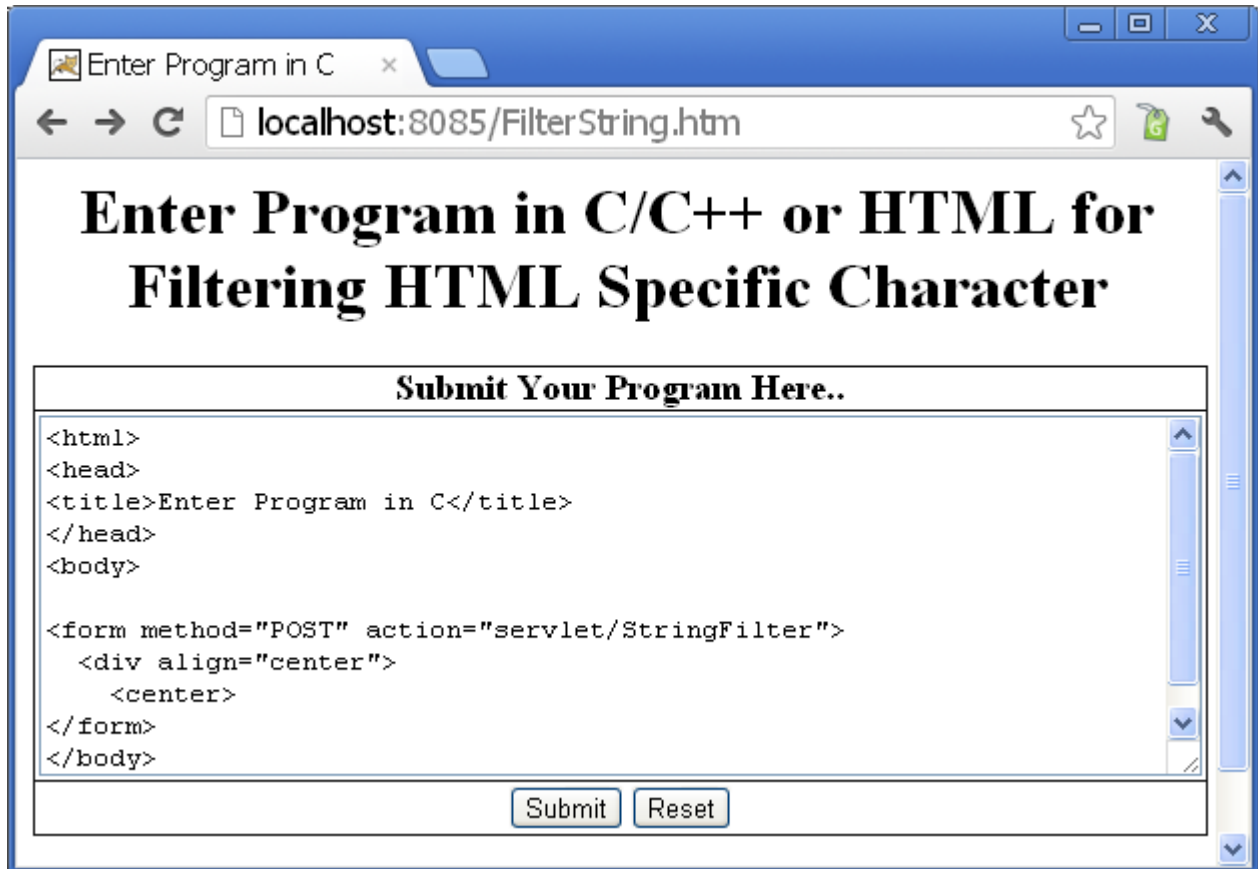 Enter Program in C
localhost:8085/FilterString.htm
Enter Program in C/C++ or HTML for
Filtering HTML Specific Character
Submit Your Program Here..
<html>
<head>
<title>Enter Program in C</title>
</head>
<body>
<form method="POST" action="servlet/StringFilter">
<div align="center">
<center>
</form>
</body>
Submit Reset